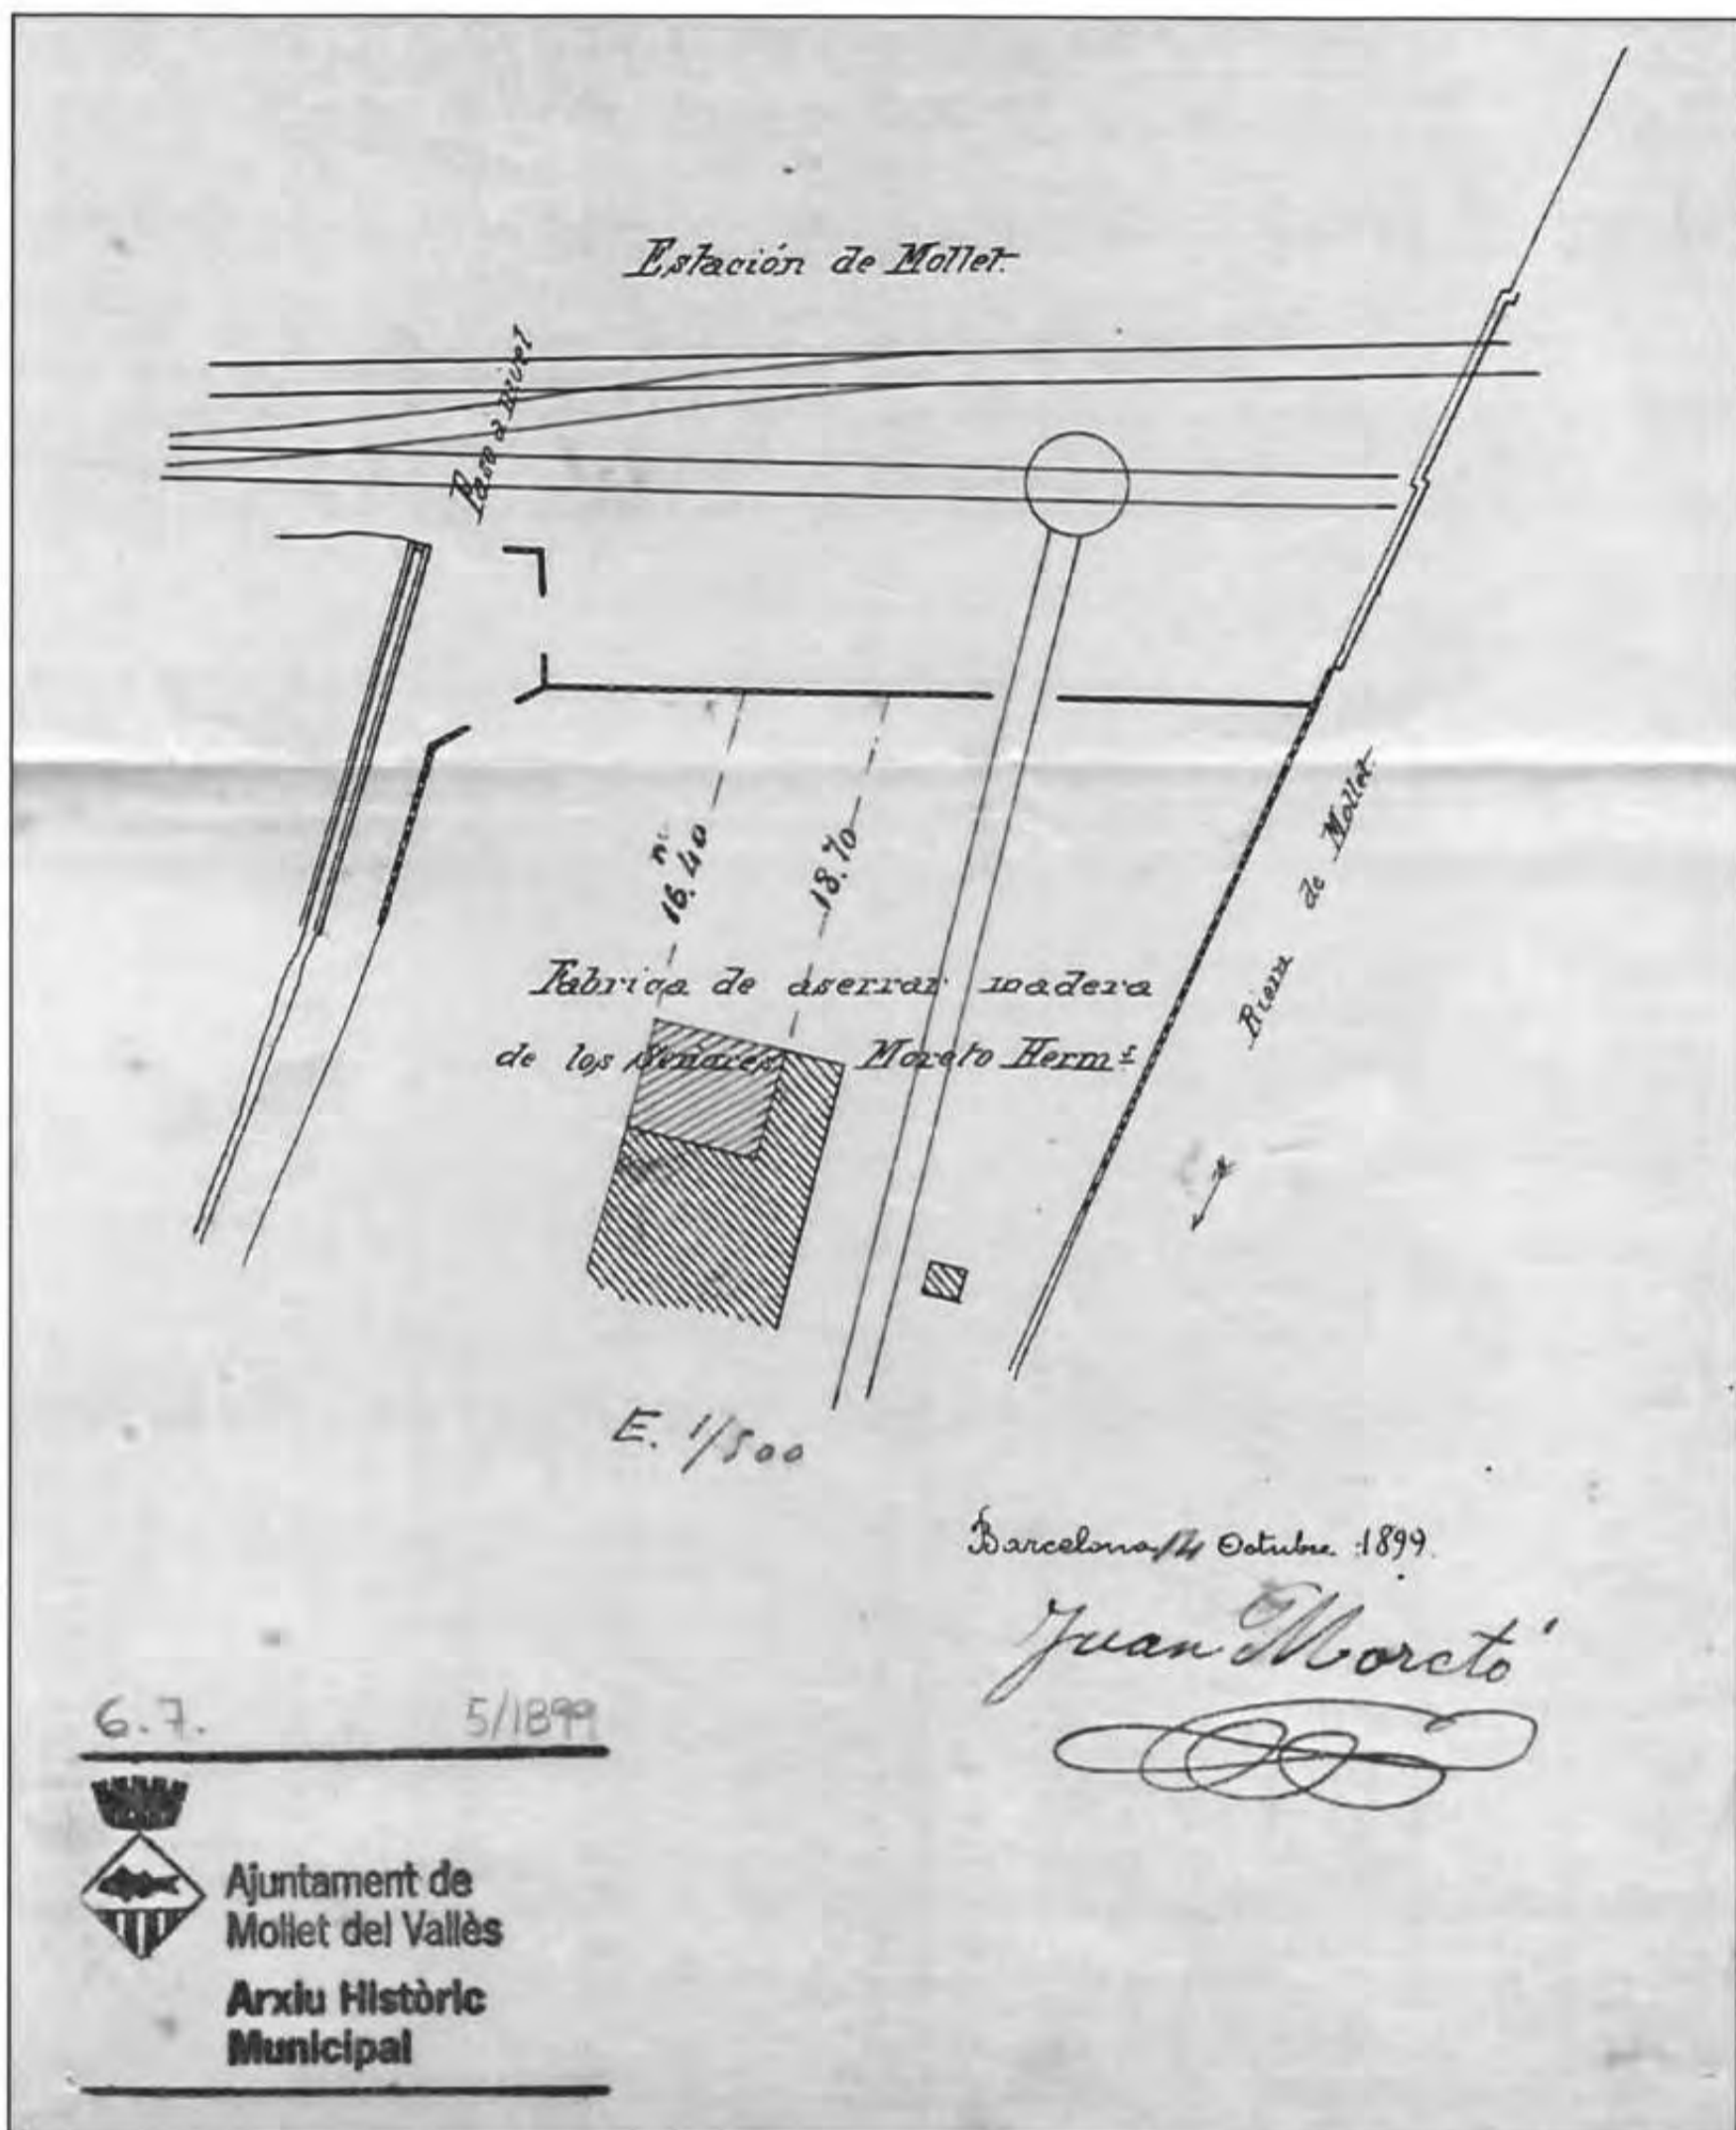 Estación de Mollet.
Paso a Nivel
m
16.40
18.70
Riera de Mollet.
Fabrica de aserrar madera
de los Señores Moreto Herm.s
E. 1/500
Barcelona 14 Octubre 1899.
Juan Moretó
6.7. 5/1899
Ajuntament de
Mollet del Vallès
Arxiu Històric
Municipal